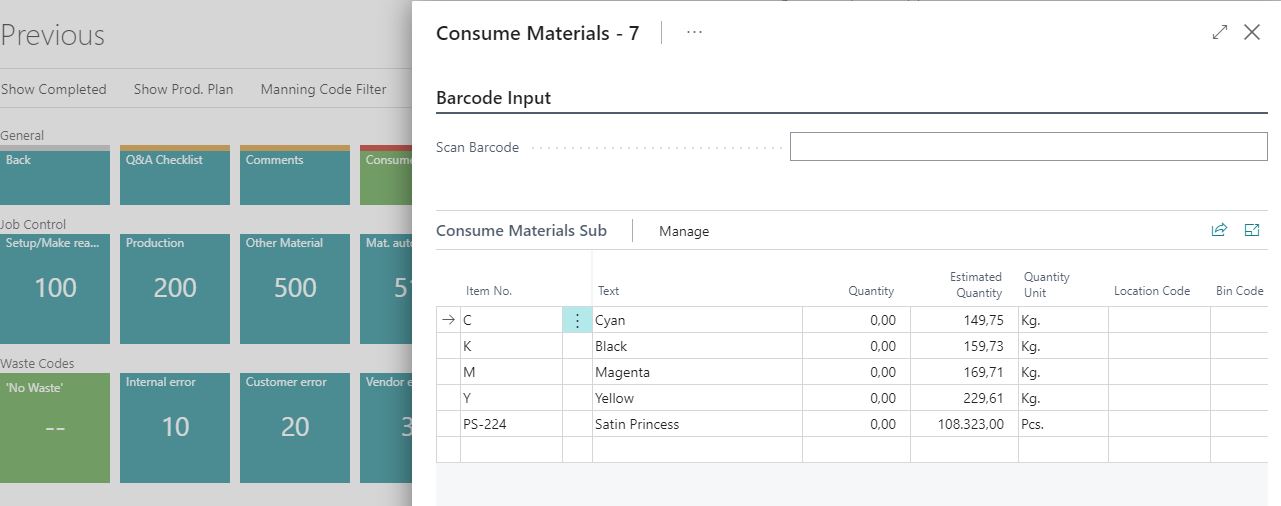 Previous
Show Completed Show Prod. Plan Manning Code Filter
General
Back Q&A Checklist Comments
Job Control
Setup/Make rea... Production Other Material Mat.
100 200 500
Waste Codes
'No Waste' Internal error Customer error Vendor
-- 10 20
Consume Materials - 7 ...
Barcode Input
Scan Barcode
Consume Materials Sub Manage
Item No. Text Quantity Estimated Quantity Quantity Unit Location Code Bin Code
C Cyan 0,00 149,75 Kg.
K Black 0,00 159,73 Kg.
M Magenta 0,00 169,71 Kg.
Y Yellow 0,00 229,61 Kg.
PS-224 Satin Princess 0,00 108.323,00 Pcs.